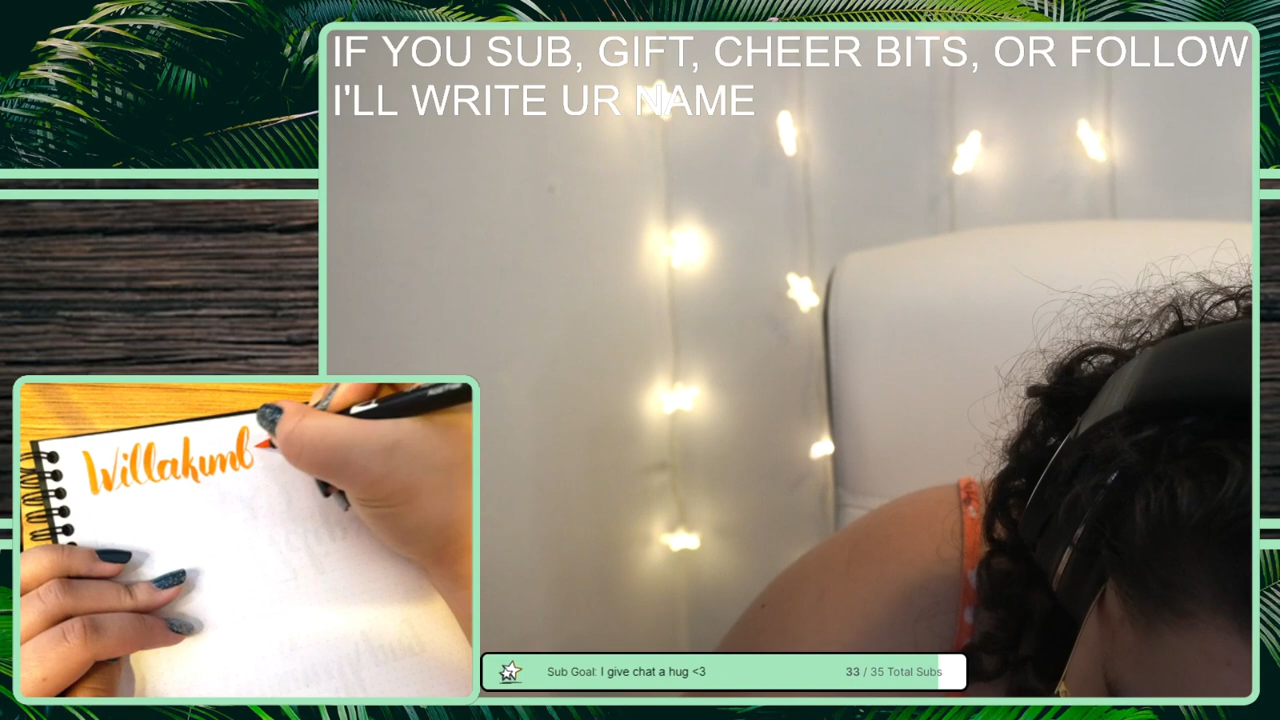 IF YOU SUB, GIFT, CHEER BITS, OR FOLLOW
I'LL WRITE UR NAME
Willakumb
Sub Goal: I give chat a hug <3 33 / 35 Total Subs